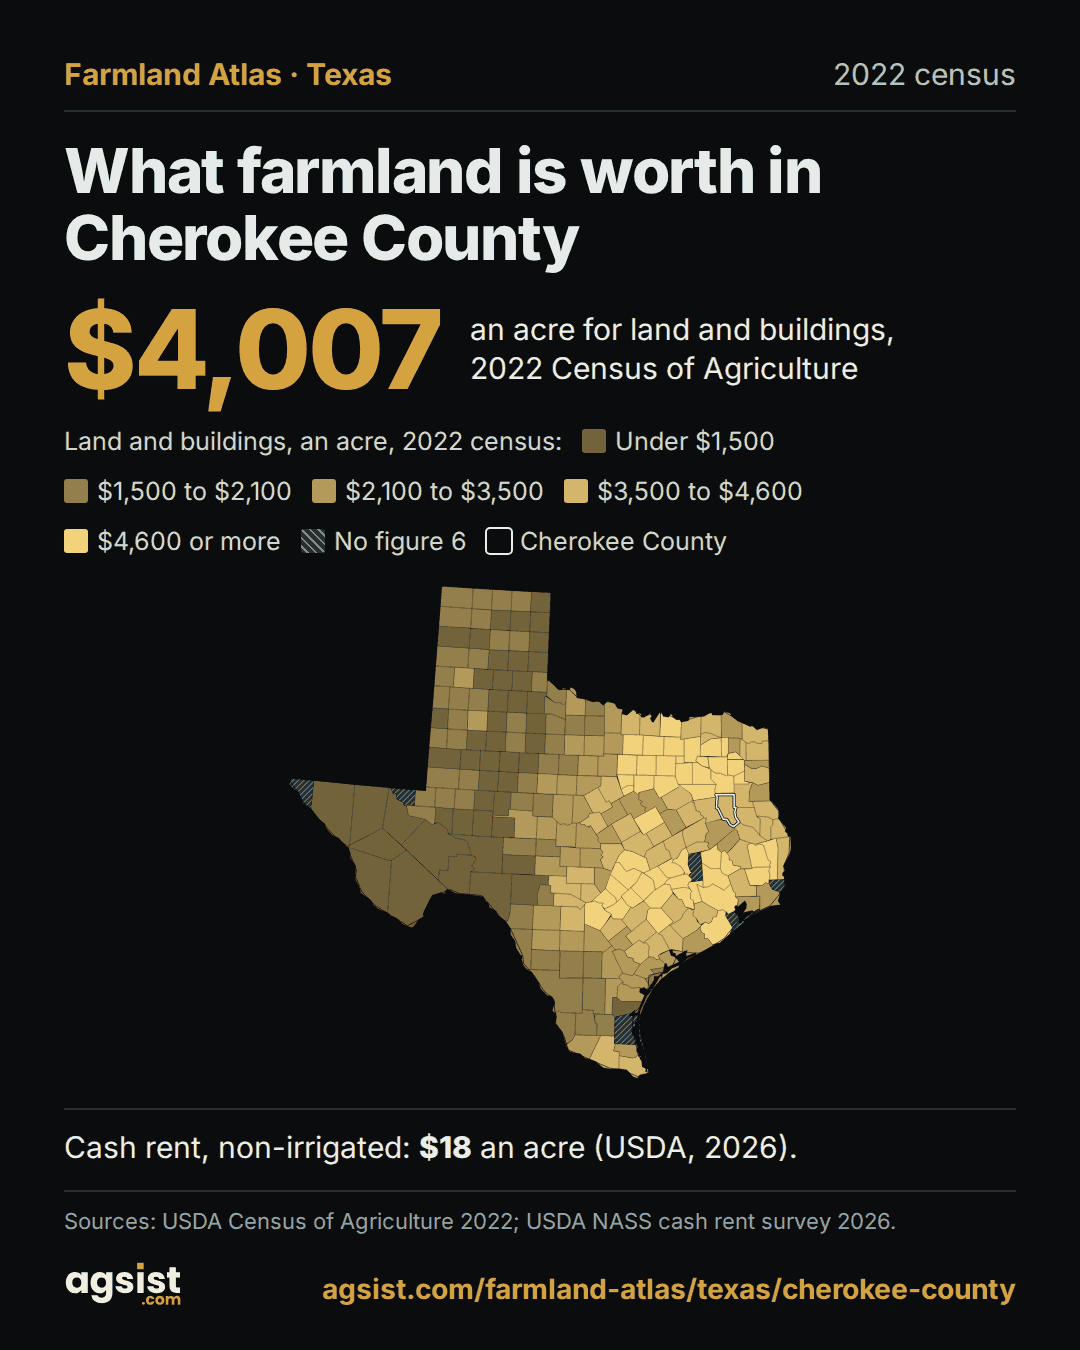 Farmland Atlas · Texas
2022 census
What farmland is worth in
Cherokee County
$4,007
an acre for land and buildings,
2022 Census of Agriculture
Land and buildings, an acre, 2022 census: Under $1,500
$1,500 to $2,100 $2,100 to $3,500 $3,500 to $4,600
$4,600 or more No figure 6 Cherokee County
Cash rent, non-irrigated: $18 an acre (USDA, 2026).
Sources: USDA Census of Agriculture 2022; USDA NASS cash rent survey 2026.
agsist
.com
agsist.com/farmland-atlas/texas/cherokee-county